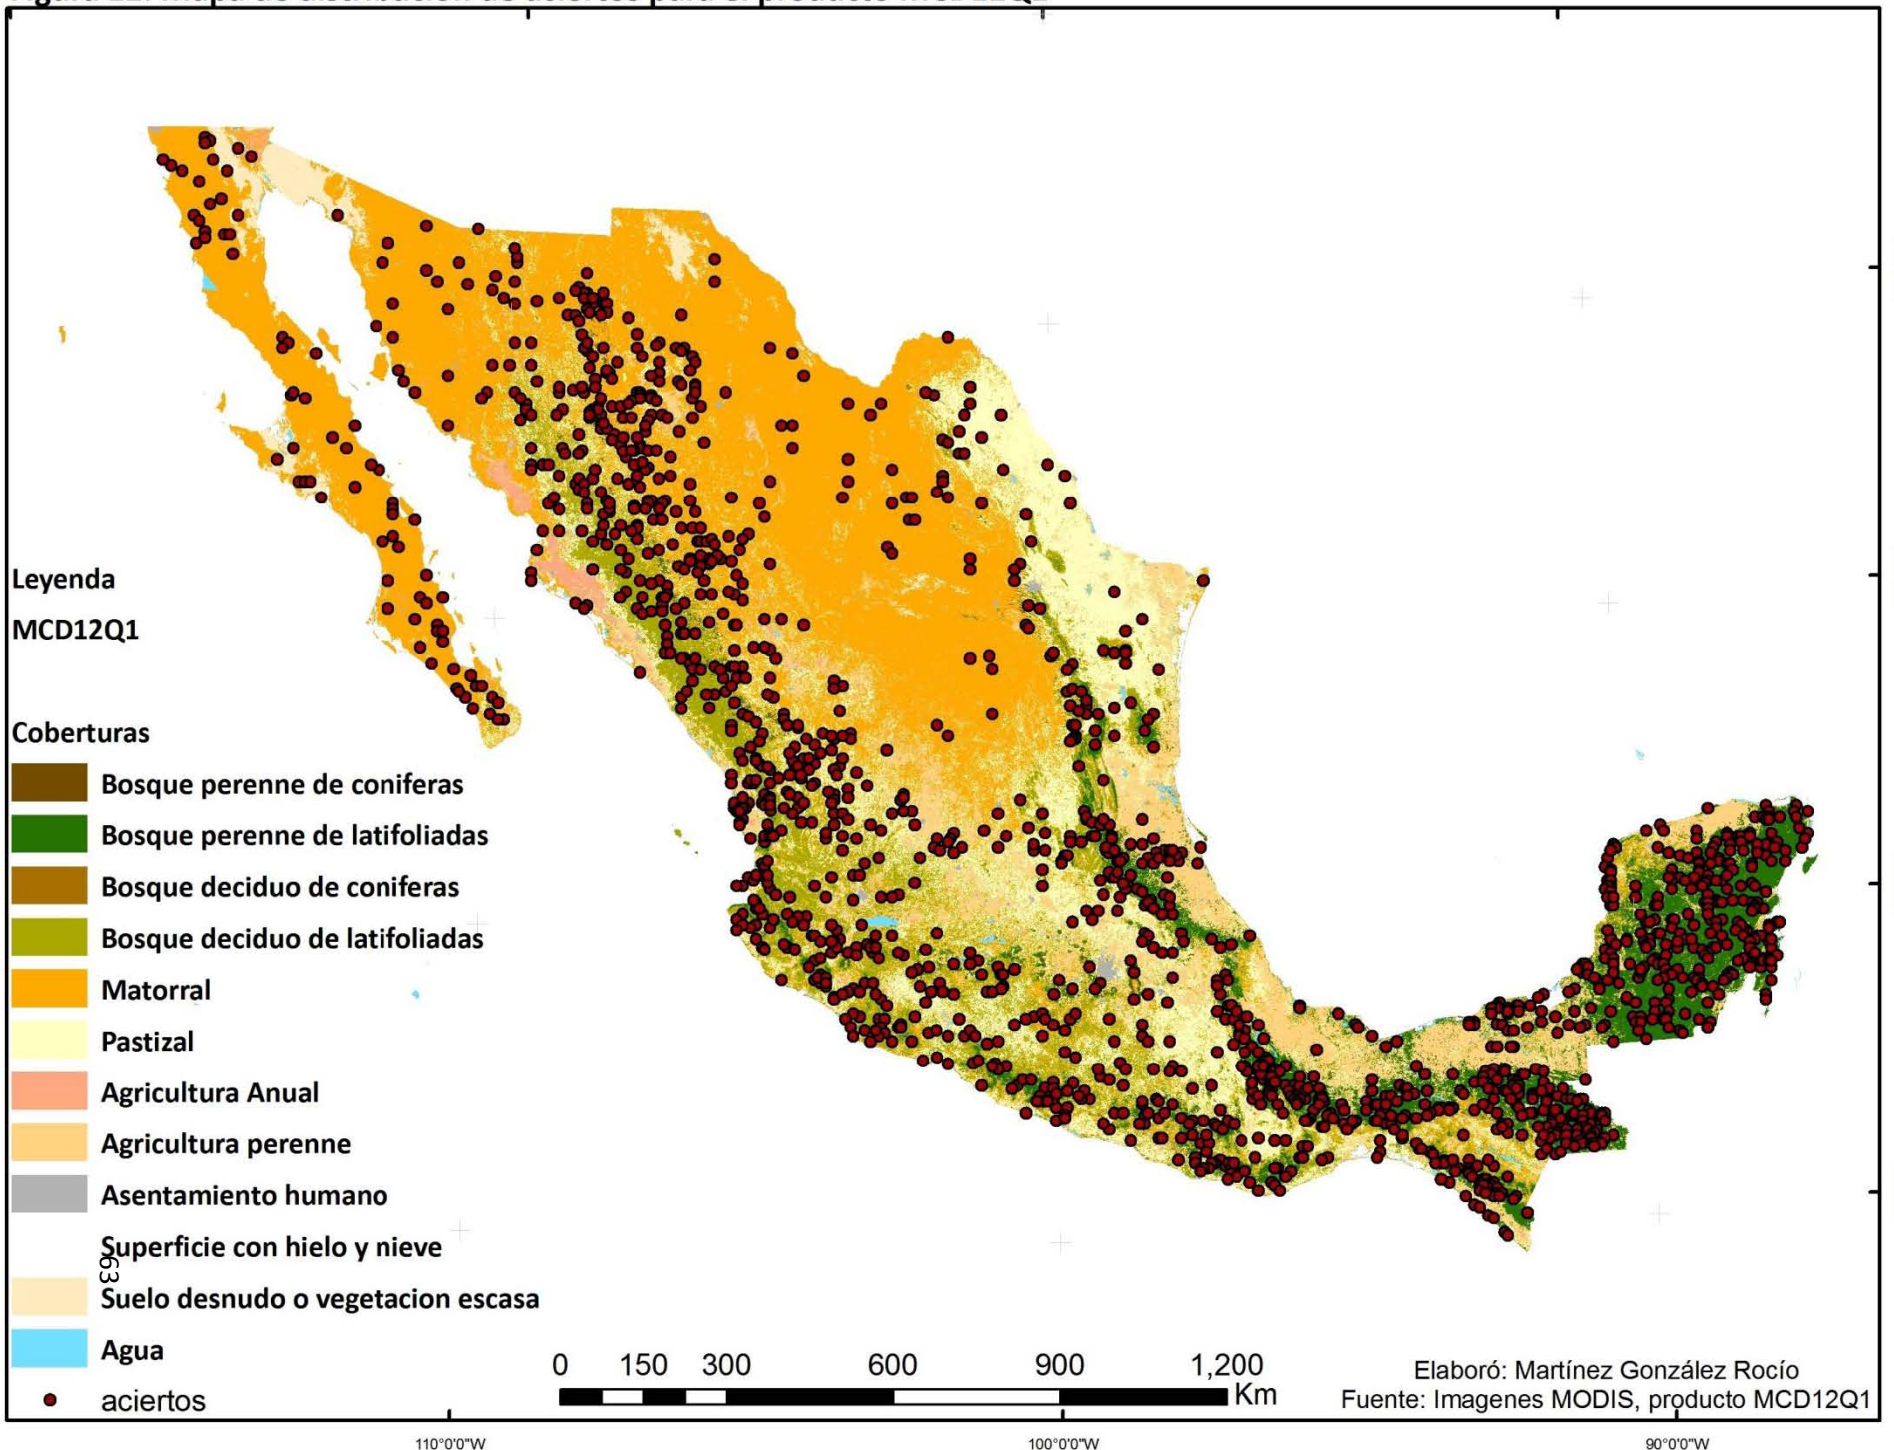 Leyenda
MCD12Q1
Coberturas
Bosque perenne de coniferas
Bosque perenne de latifoliadas
Bosque deciduo de coniferas
Bosque deciduo de latifoliadas
Matorral
Pastizal
Agricultura Anual
Agricultura perenne
Asentamiento humano
Superficie con hielo y nieve
63
Suelo desnudo o vegetacion escasa
Agua
aciertos
0 150 300 600 900 1,200
Km
Elaboró: Martínez González Rocío
Fuente: Imagenes MODIS, producto MCD12Q1
110°0'0"W 100°0'0"W 90°0'0"W